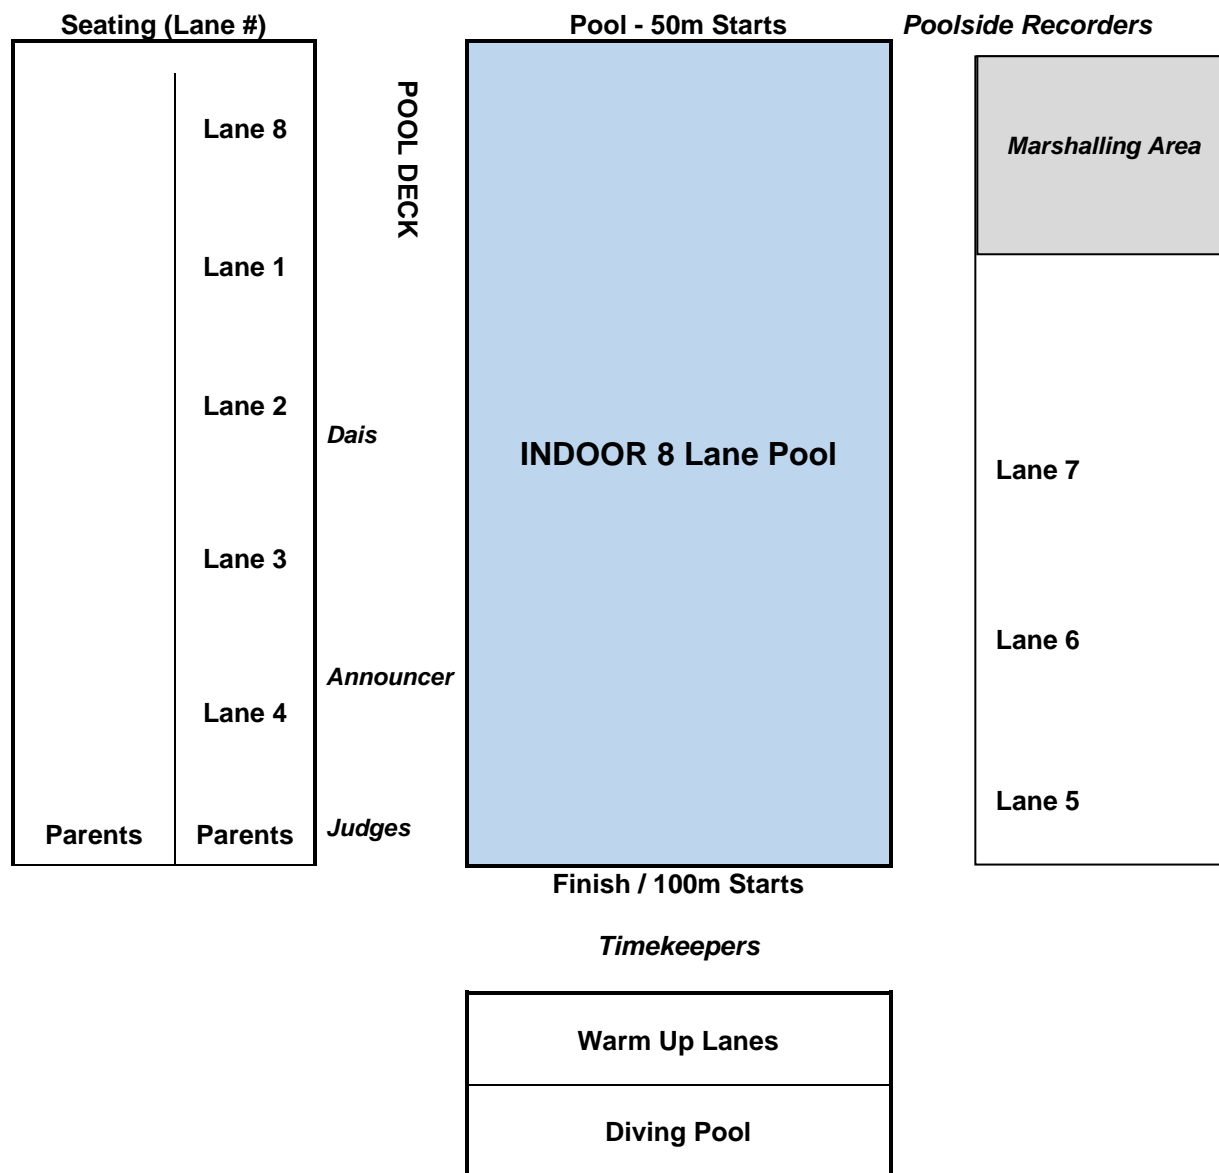 Seating (Lane #)
Pool - 50m Starts
Poolside Recorders
POOL DECK
Lane 8
Marshalling Area
Lane 1
Lane 2
Dais
INDOOR 8 Lane Pool
Lane 7
Lane 3
Lane 6
Announcer
Lane 4
Lane 5
Parents
Parents
Judges
Finish / 100m Starts
Timekeepers
Warm Up Lanes
Diving Pool